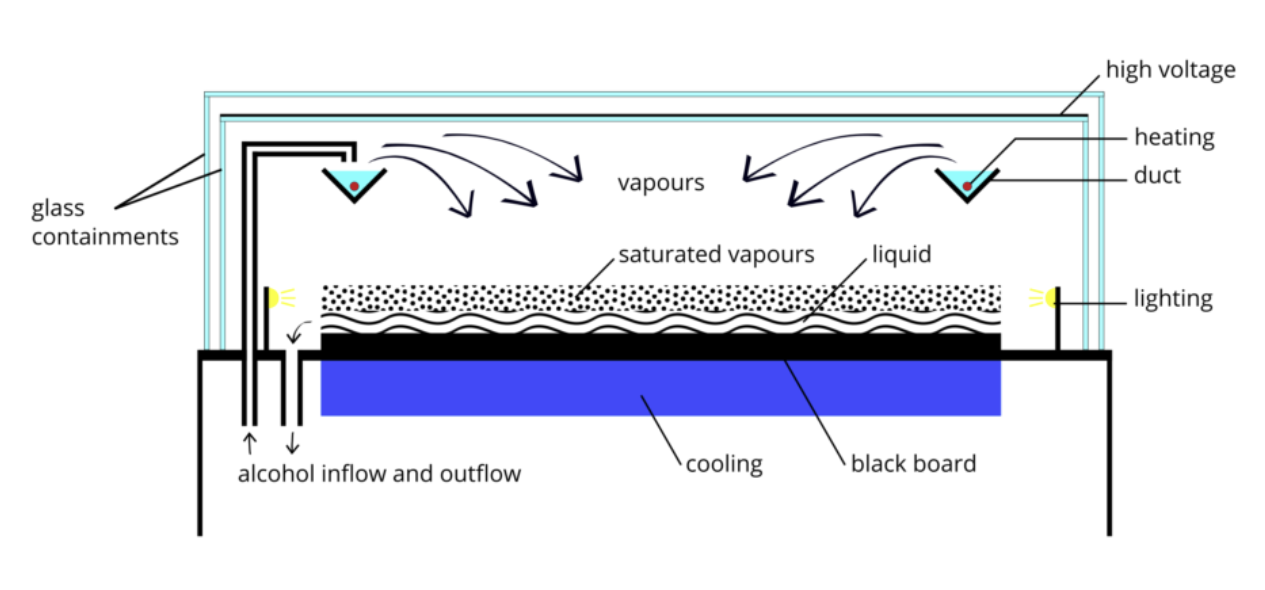 high voltage
heating
vapours
duct
glass
containments
saturated vapours
liquid
lighting
cooling
black board
alcohol inflow and outflow